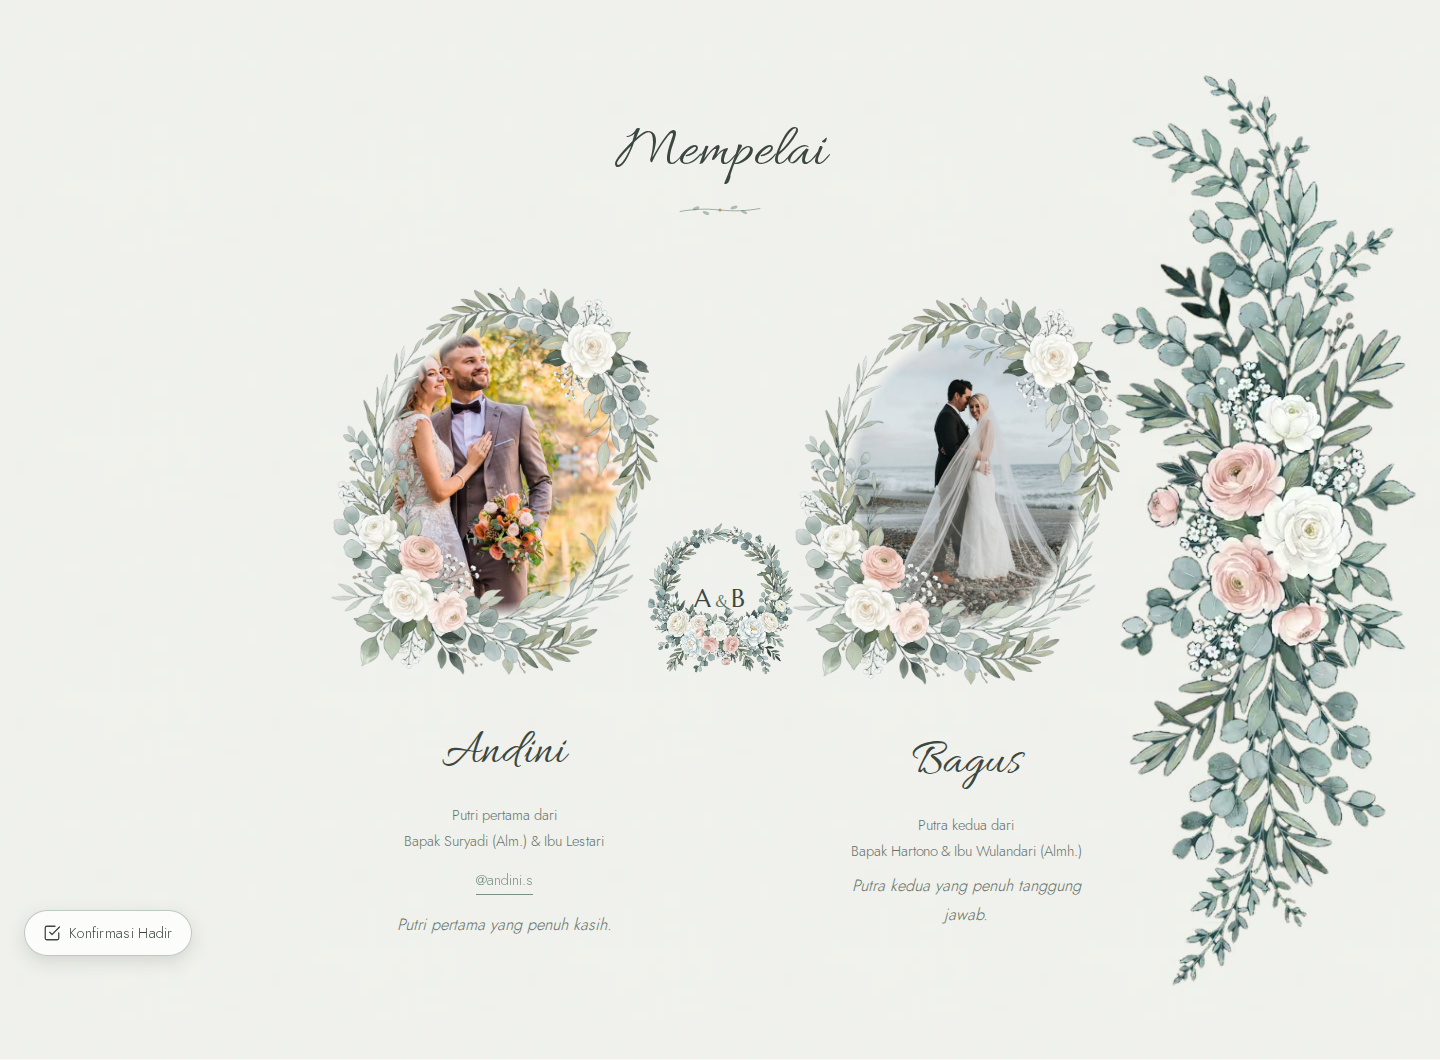 Mempelai
A & B
Andini
Putri pertama dari
Bapak Suryadi (Alm.) & Ibu Lestari
@andini.s
Putri pertama yang penuh kasih.
Bagus
Putra kedua dari
Bapak Hartono & Ibu Wulandari (Almh.)
Putra kedua yang penuh tanggung
jawab.
Konfirmasi Hadir